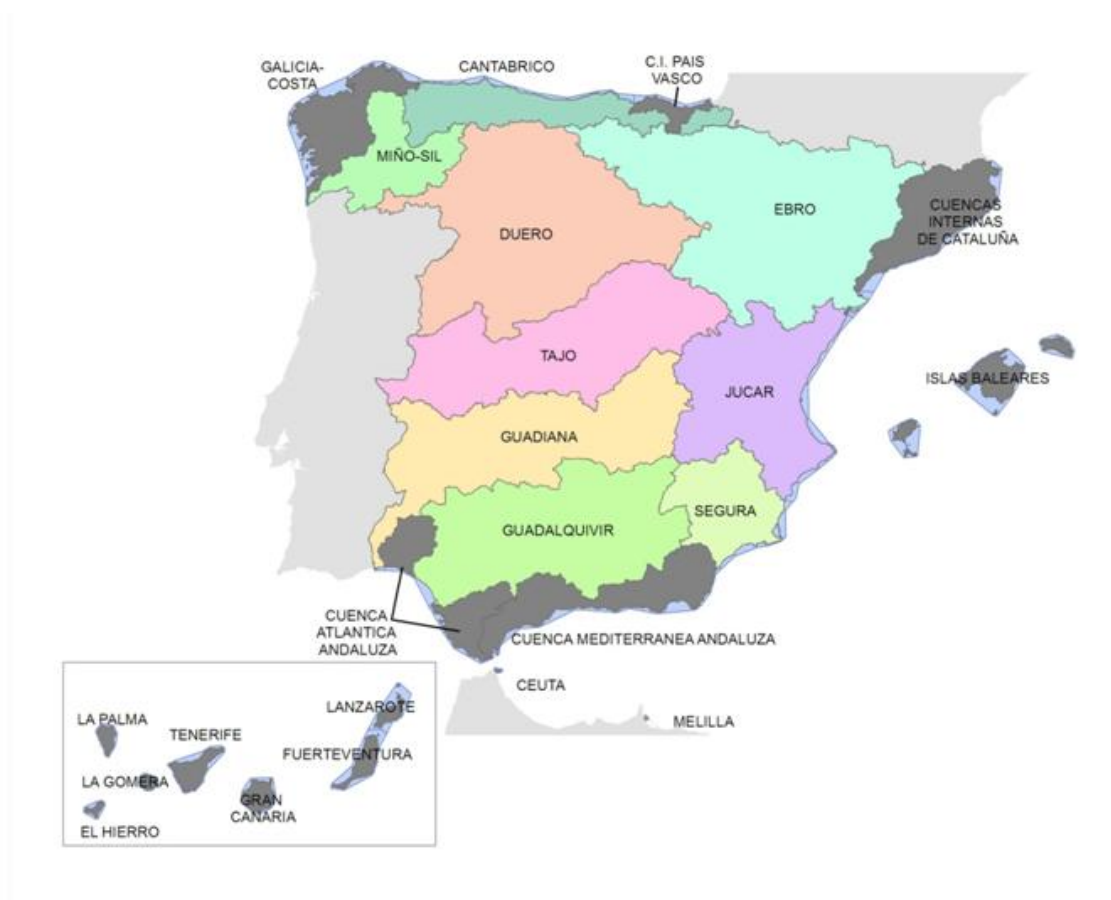 GALICIA-
COSTA
CANTABRICO
C.I. PAIS
VASCO
MIÑO-SIL
DUERO
EBRO
CUENCAS
INTERNAS
DE CATALUÑA
TAJO
JUCAR
ISLAS BALEARES
GUADIANA
SEGURA
GUADALQUIVIR
CUENCA
ATLANTICA
ANDALUZA
CUENCA MEDITERRANEA ANDALUZA
CEUTA
MELILLA
LA PALMA
TENERIFE
LANZAROTE
FUERTEVENTURA
LA GOMERA
GRAN
CANARIA
EL HIERRO